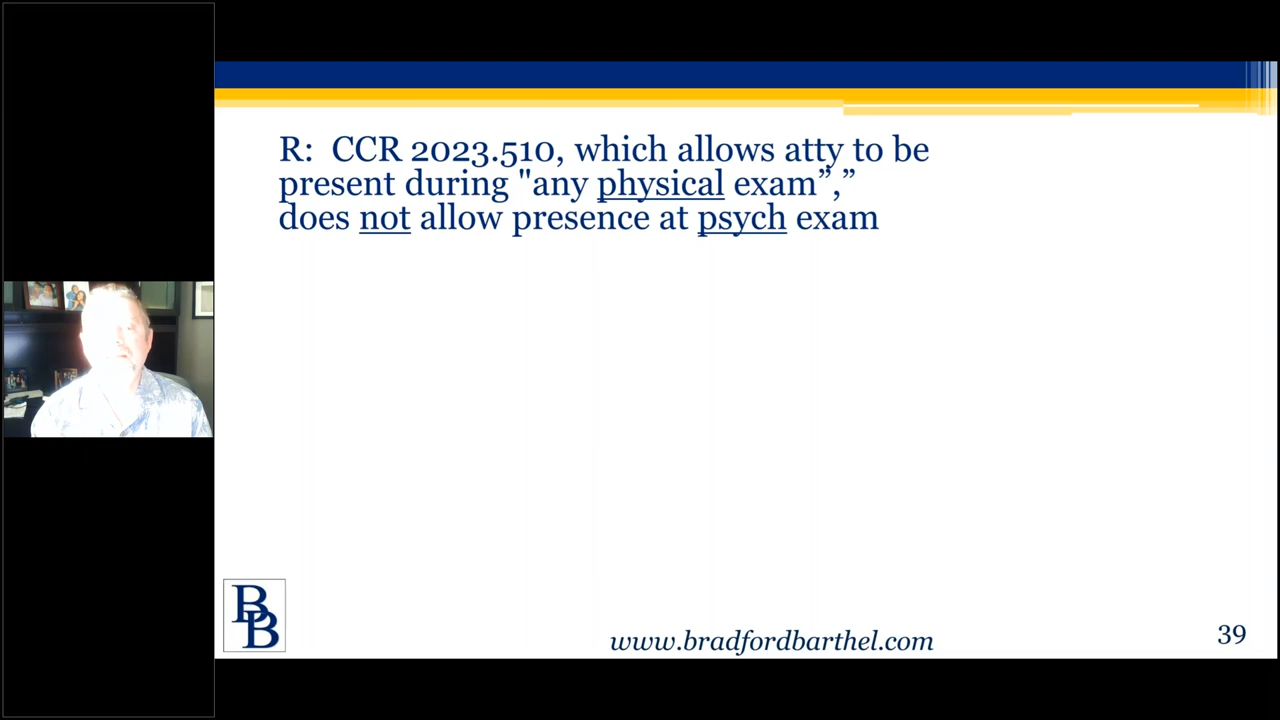 R: CCR 2023.510, which allows atty to be
present during "any physical exam”,”
does not allow presence at psych exam
BB
www.bradfordbarthel.com
39